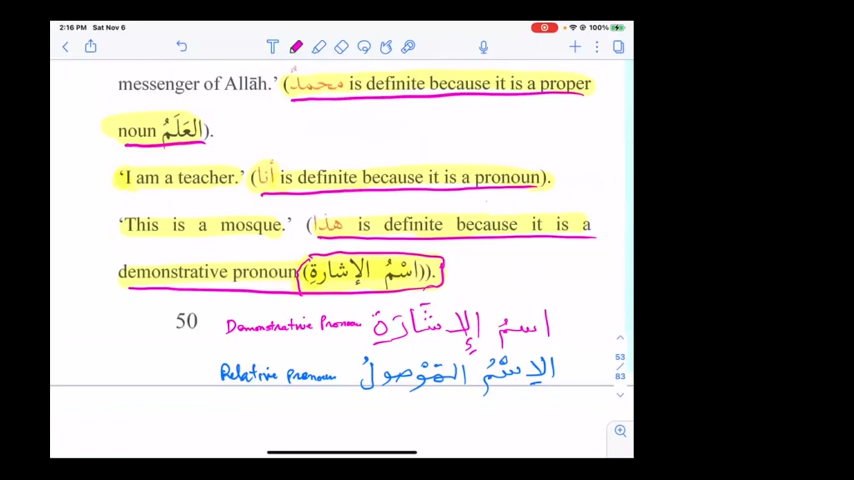 2:16 PM Sat Nov 6
100%
messenger of Allāh.’ (محمدٌ is definite because it is a proper
noun العَلَمُ).
‘I am a teacher.’ (أنا is definite because it is a pronoun).
‘This is a mosque.’ (هذا is definite because it is a
demonstrative pronoun (اسْمُ الإشارةِ)).
50 Demonstrative Pronoun اسمُ الإِشَارَةِ
Relative pronoun الاِسْمُ المَوْصولُ
53
83